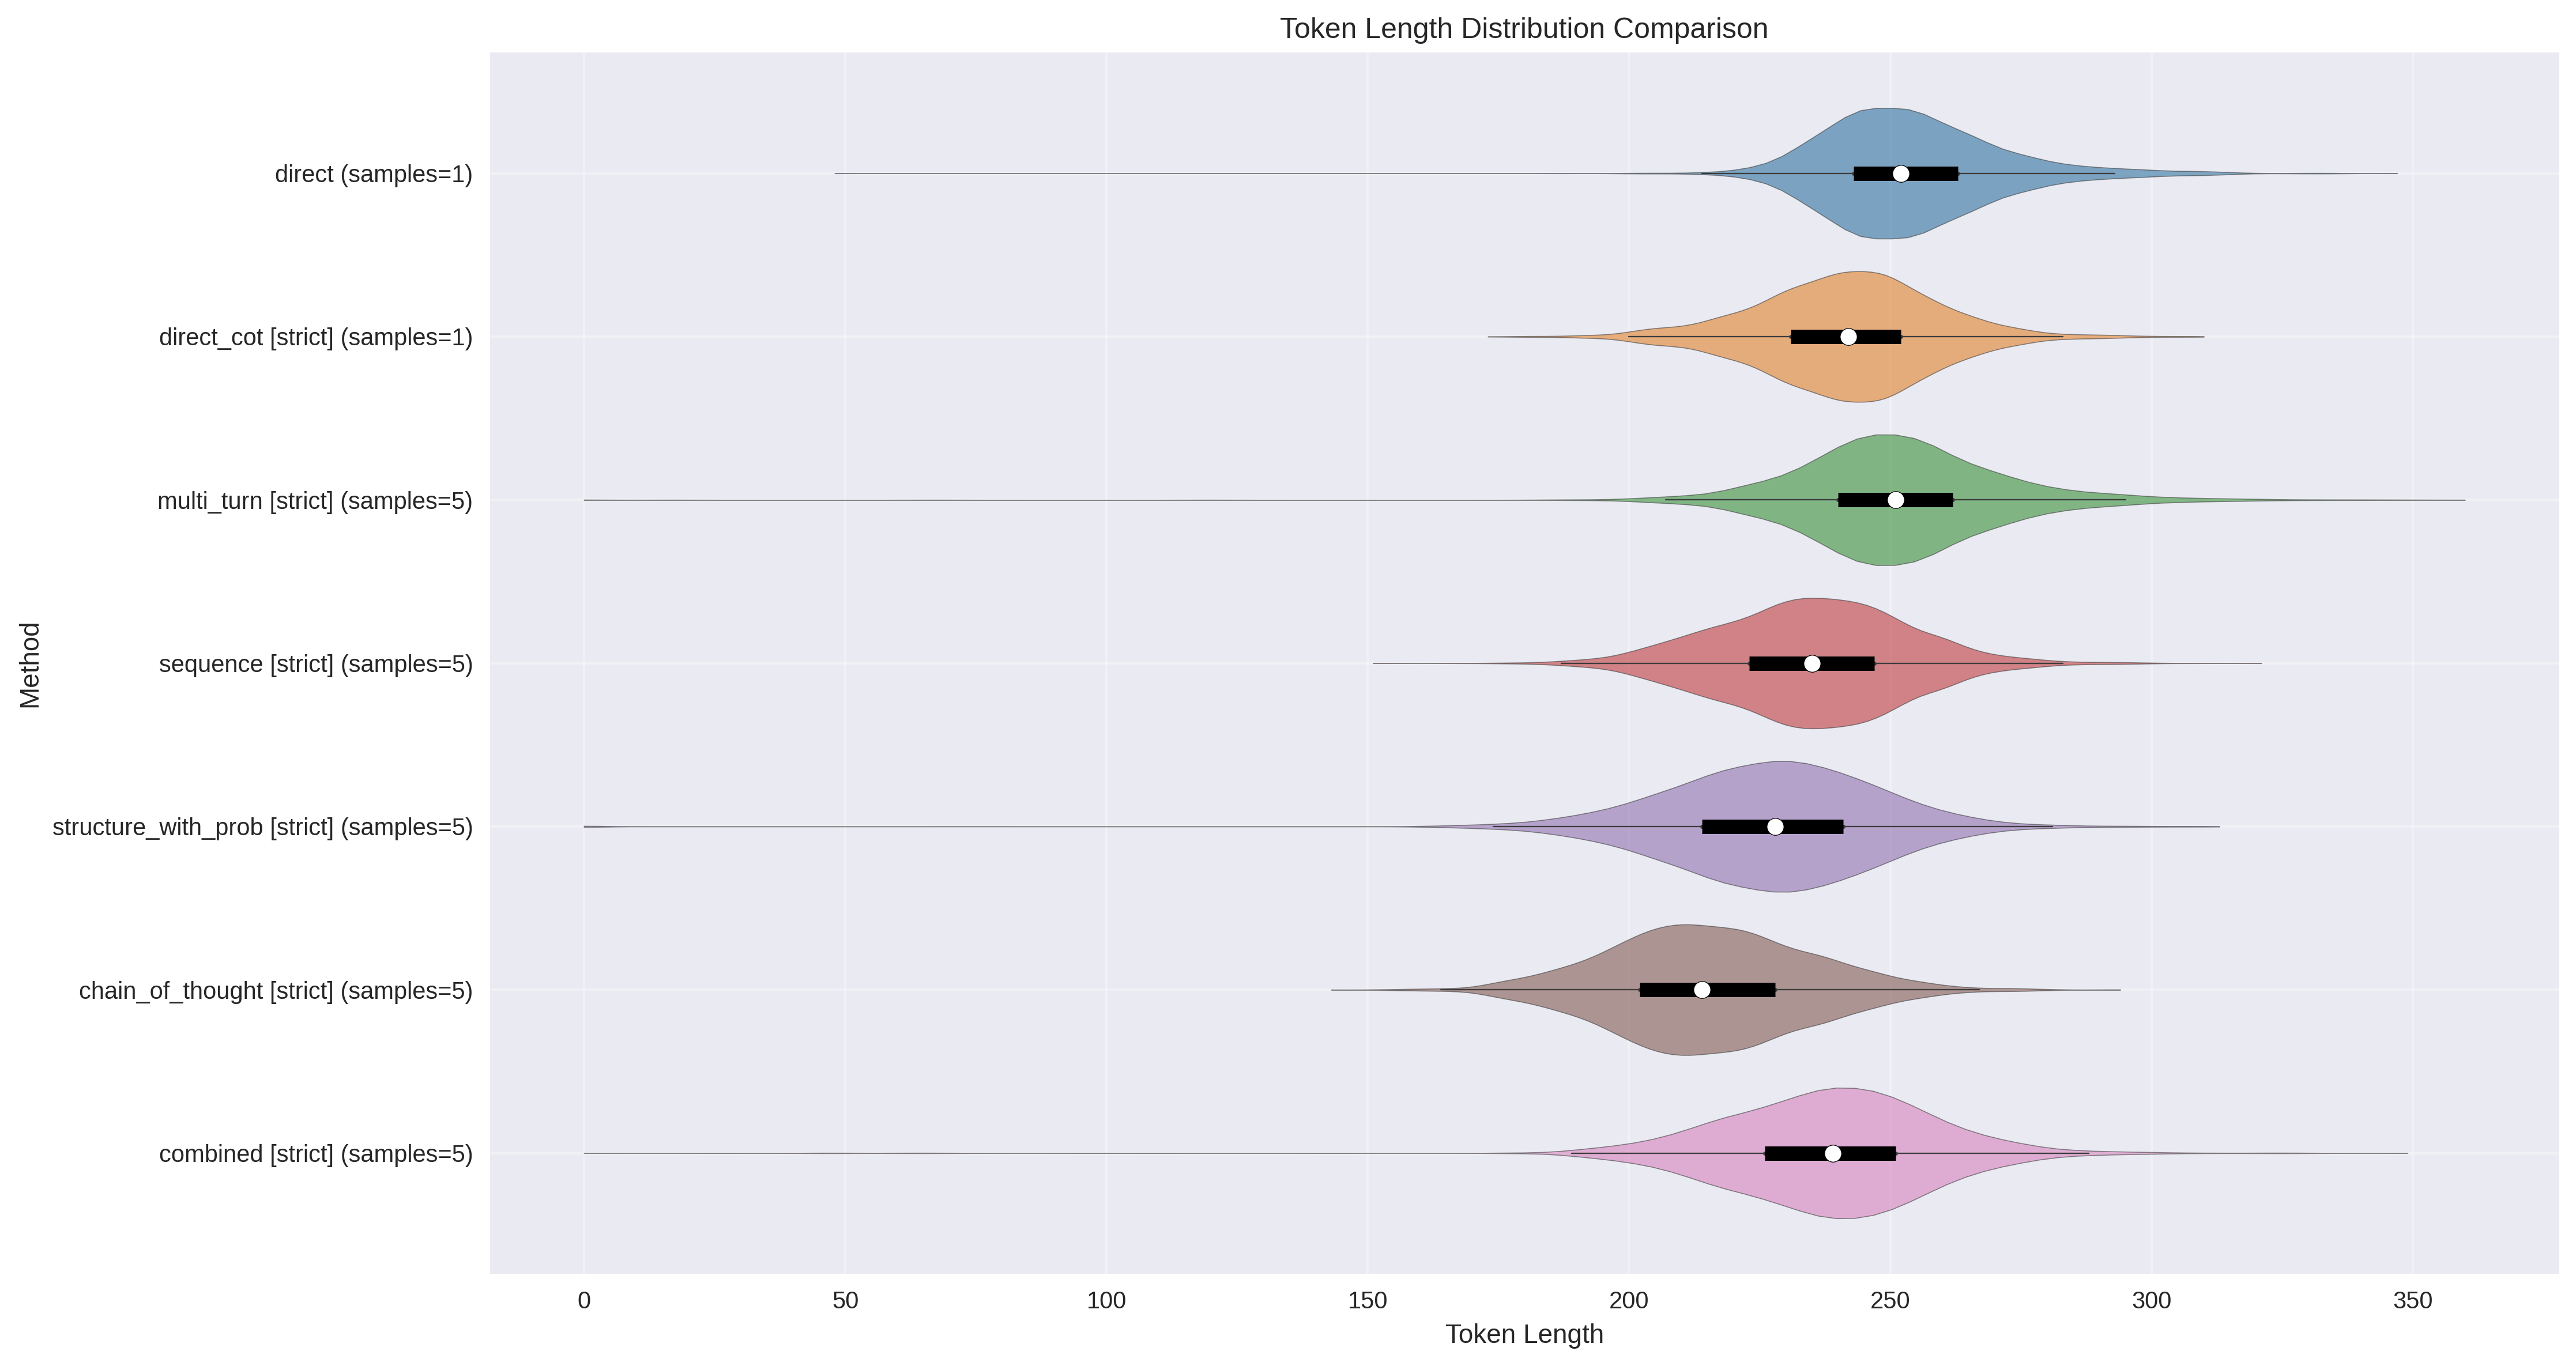 Token Length Distribution Comparison
Method
direct (samples=1)
direct_cot [strict] (samples=1)
multi_turn [strict] (samples=5)
sequence [strict] (samples=5)
structure_with_prob [strict] (samples=5)
chain_of_thought [strict] (samples=5)
combined [strict] (samples=5)
0 50 100 150 200 250 300 350
Token Length